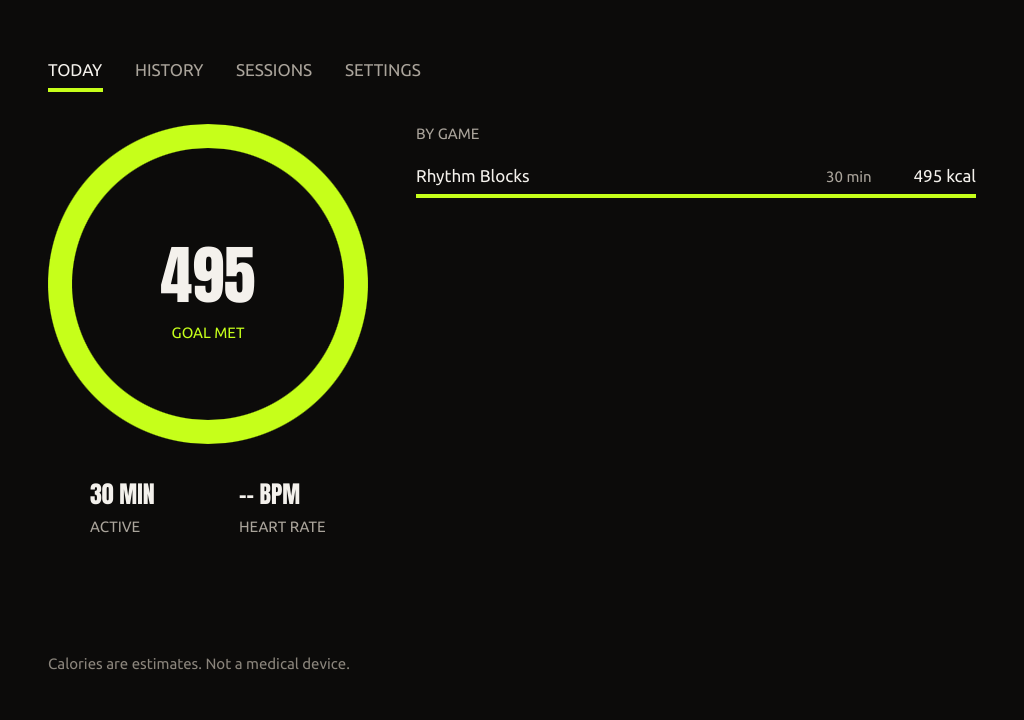 TODAY HISTORY SESSIONS SETTINGS
495
GOAL MET
30 MIN
ACTIVE
-- BPM
HEART RATE
BY GAME
Rhythm Blocks 30 min 495 kcal
Calories are estimates. Not a medical device.